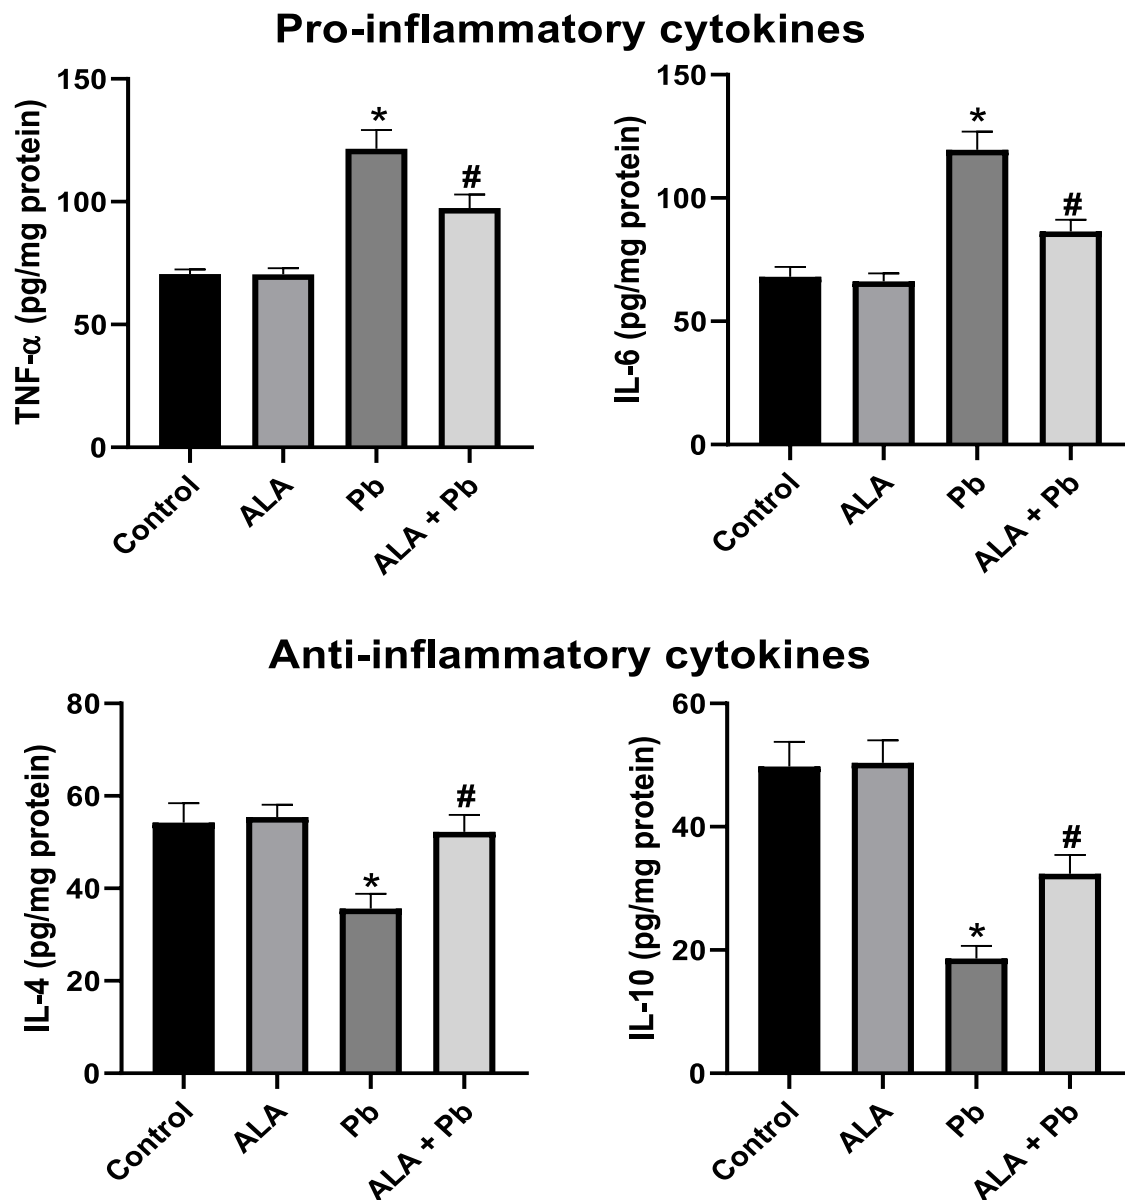 Pro-inflammatory cytokines
TNF-α (pg/mg protein)
150
100
50
0
*
#
Control
ALA
Pb
ALA + Pb
IL-6 (pg/mg protein)
150
100
50
0
*
#
Control
ALA
Pb
ALA + Pb
Anti-inflammatory cytokines
IL-4 (pg/mg protein)
80
60
40
20
0
*
#
Control
ALA
Pb
ALA + Pb
IL-10 (pg/mg protein)
60
40
20
0
*
#
Control
ALA
Pb
ALA + Pb